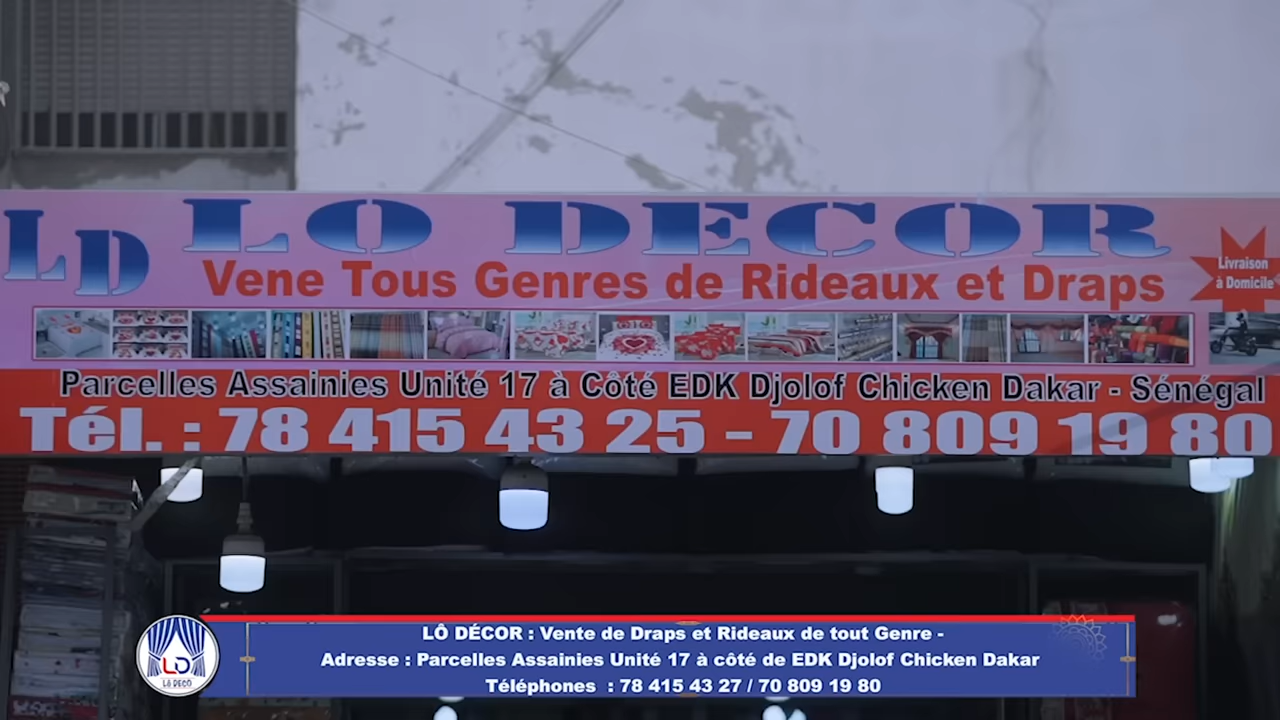 LD
LO DECOR
Vene Tous Genres de Rideaux et Draps
Livraison
à Domicile
Parcelles Assainies Unité 17 à Côté EDK Djolof Chicken Dakar - Sénégal
Tél. : 78 415 43 25 - 70 809 19 80
LD
LÔ DECÔ
LÔ DÉCOR : Vente de Draps et Rideaux de tout Genre -
Adresse : Parcelles Assainies Unité 17 à côté de EDK Djolof Chicken Dakar
Téléphones : 78 415 43 27 / 70 809 19 80